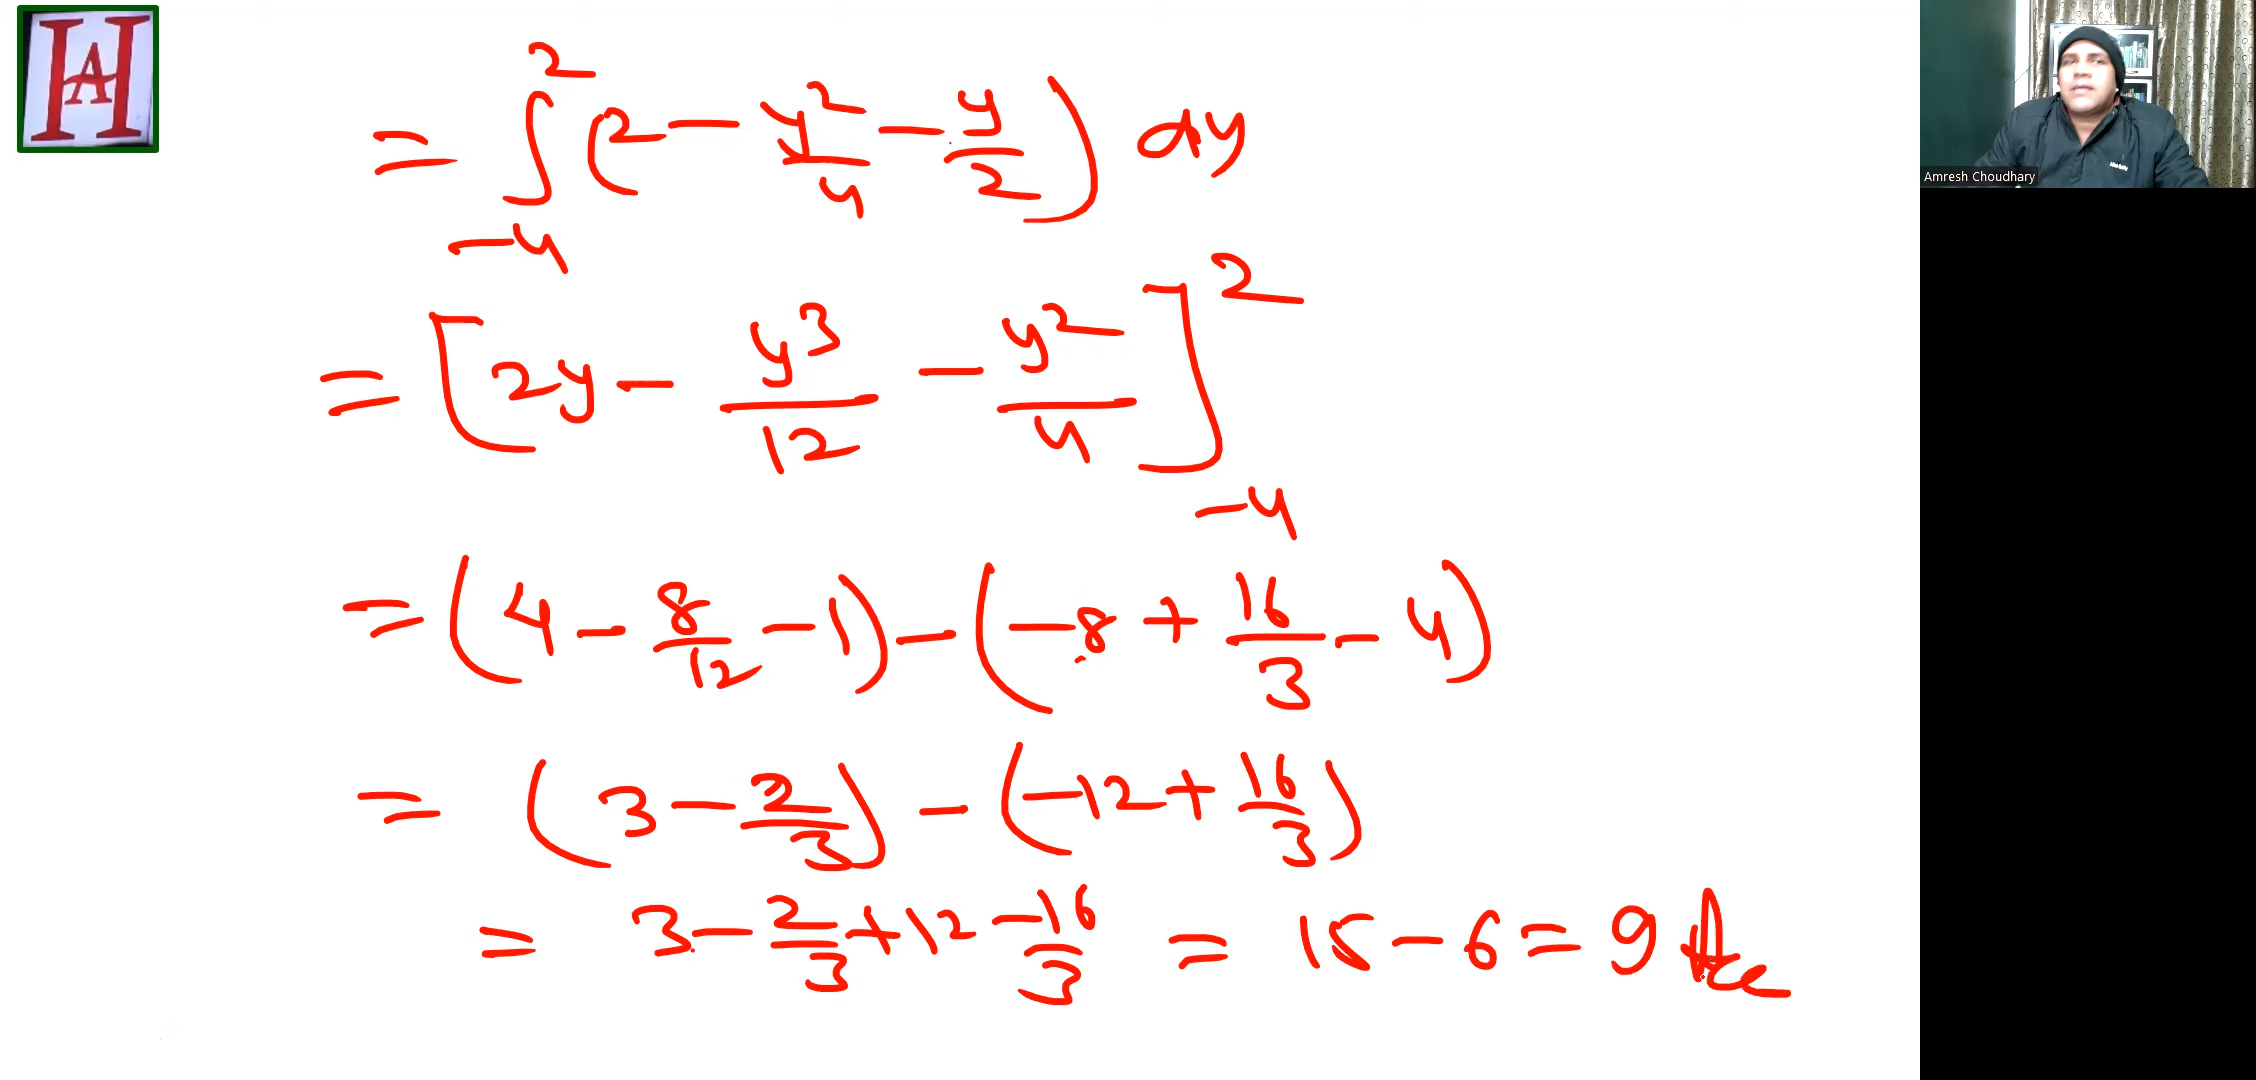 HA
Amresh Choudhary
= ∫_{-4}^{2} (2 - y²/4 - y/2) dy
= [2y - y³/12 - y²/4]_{-4}^{2}
= (4 - 8/12 - 1) - (-8 + 16/3 - 4)
= (3 - 2/3) - (-12 + 16/3)
= 3 - 2/3 + 12 - 16/3 = 15 - 6 = 9